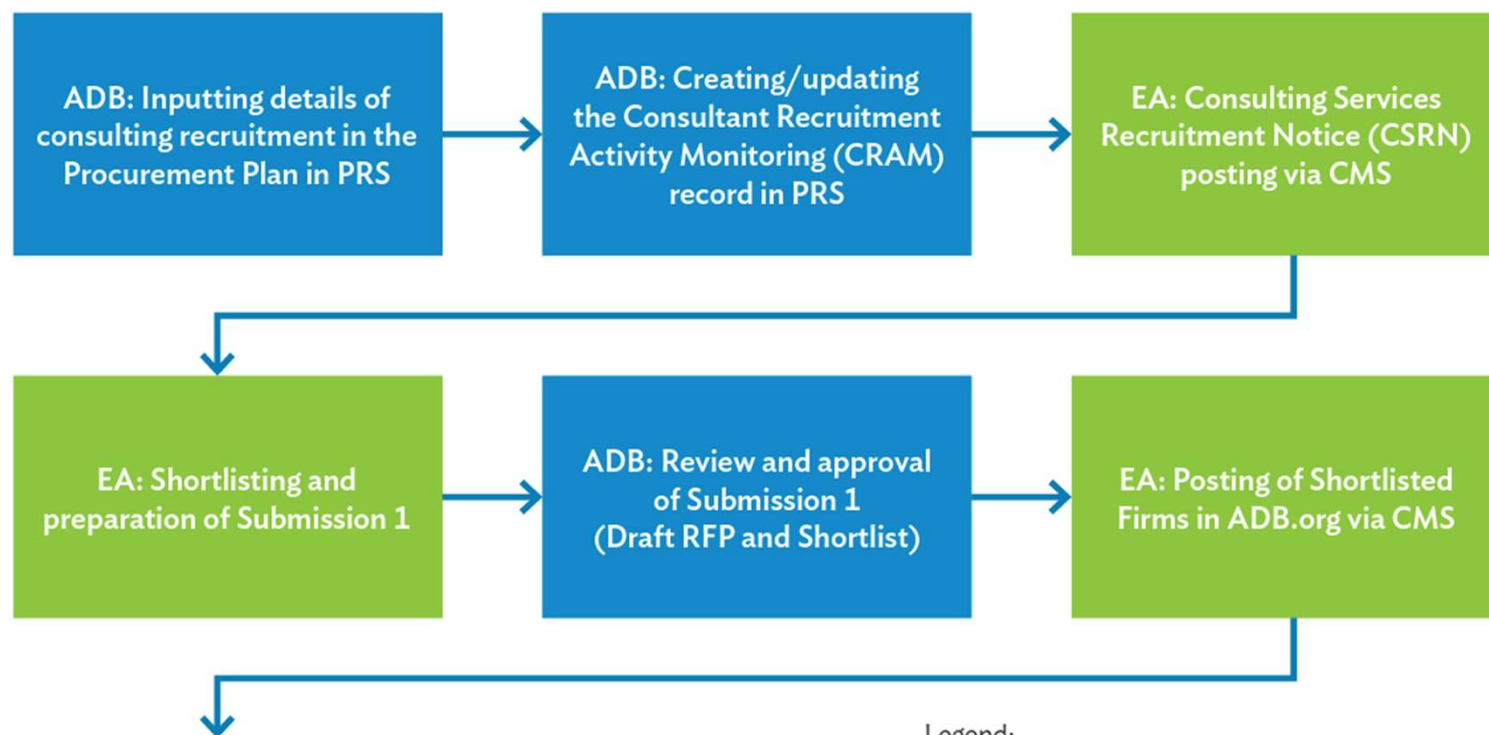 ADB: Inputting details of
consulting recruitment in the
Procurement Plan in PRS
ADB: Creating/updating
the Consultant Recruitment
Activity Monitoring (CRAM)
record in PRS
EA: Consulting Services
Recruitment Notice (CSRN)
posting via CMS
EA: Shortlisting and
preparation of Submission 1
ADB: Review and approval
of Submission 1
(Draft RFP and Shortlist)
EA: Posting of Shortlisted
Firms in ADB.org via CMS
Legend: